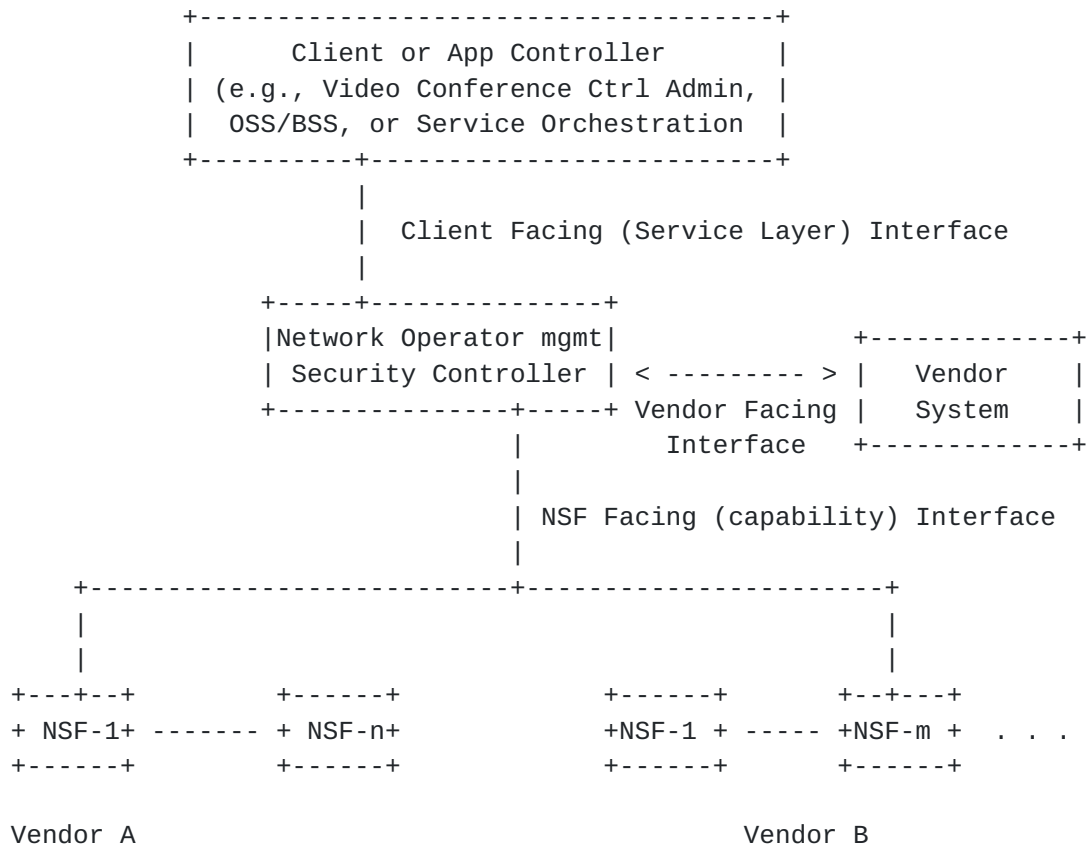 Client or App Controller
(e.g., Video Conference Ctrl Admin,
OSS/BSS, or Service Orchestration
Client Facing (Service Layer) Interface
Network Operator mgmt
Security Controller < --------- > Vendor
Vendor Facing System
Interface
NSF Facing (capability) Interface
NSF-1 ------- NSF-n NSF-1 ----- NSF-m . . .
Vendor A Vendor B